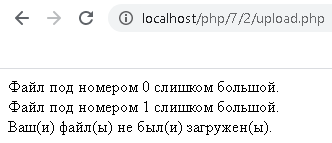 localhost/php/7/2/upload.php
Файл под номером 0 слишком большой.
Файл под номером 1 слишком большой.
Ваш(и) файл(ы) не был(и) загружен(ы).